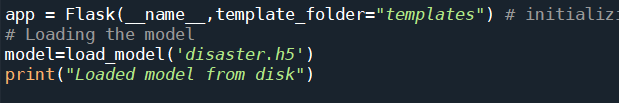 app = Flask(__name__,template_folder="templates") # initializi
# Loading the model
model=load_model('disaster.h5')
print("Loaded model from disk")